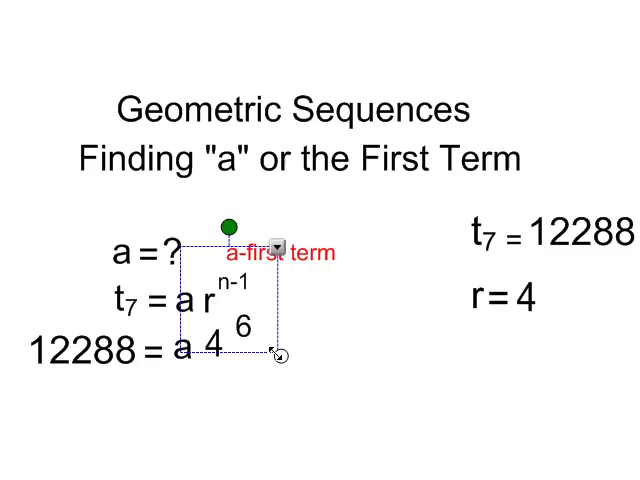 Geometric Sequences
Finding "a" or the First Term
a = ?
a-first term
t₇ = a r ⁿ⁻¹
12288 = a 4 ⁶
t₇ = 12288
r = 4